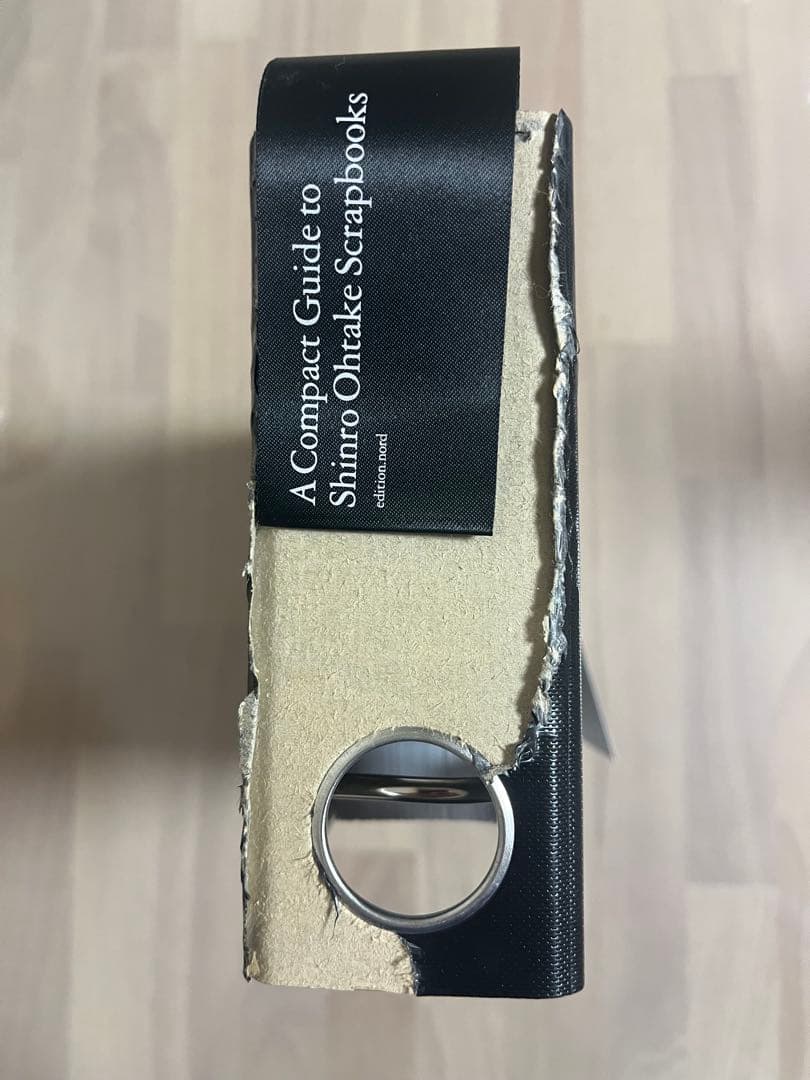 A Compact Guide to
Shinro Ohtake Scrapbooks
edition.nord